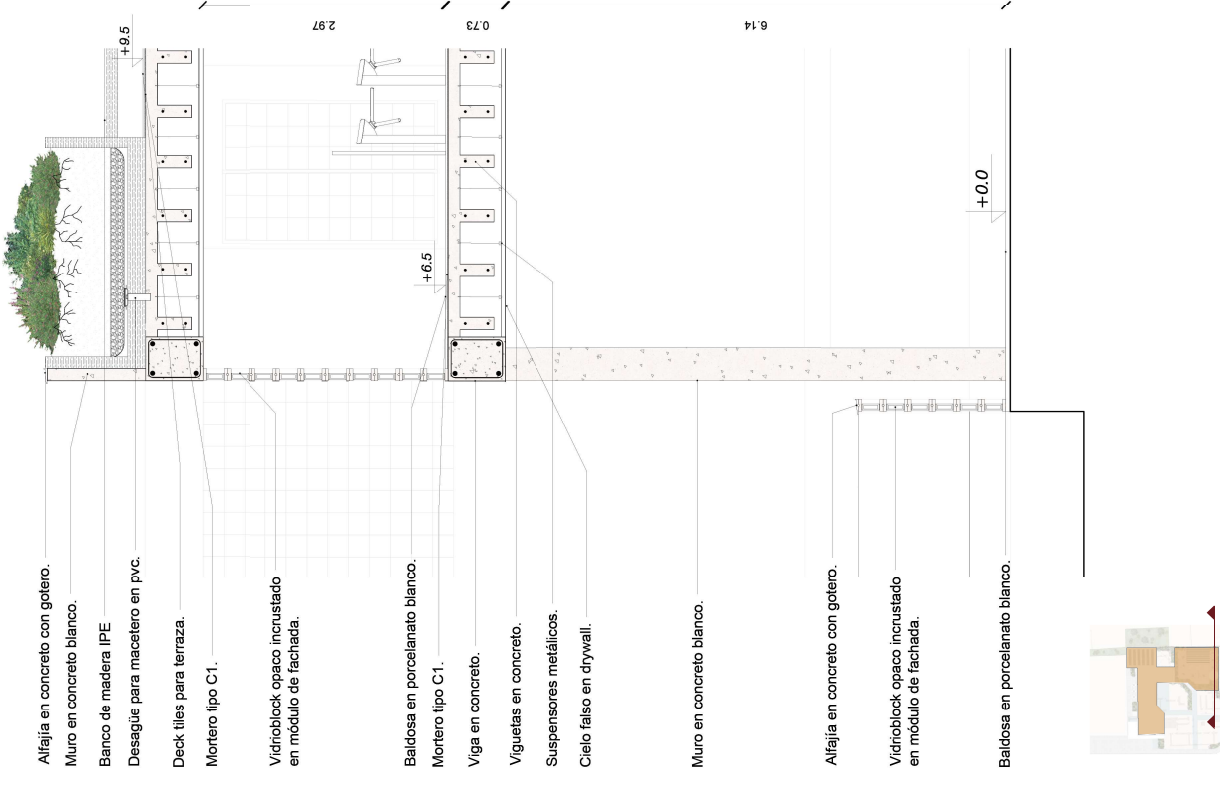 Alfajía en concreto con gotero.
Muro en concreto blanco.
Banco de madera IPE
Desagüe para macetero en pvc.
Deck tiles para terraza.
Mortero tipo C1.
Vidrioblock opaco incrustado
en módulo de fachada.
Baldosa en porcelanato blanco.
Mortero tipo C1.
Viga en concreto.
Viguetas en concreto.
Suspensores metálicos.
Cielo falso en drywall.
Muro en concreto blanco.
Alfajía en concreto con gotero.
Vidrioblock opaco incrustado
en módulo de fachada.
Baldosa en porcelanato blanco.
+9.5
+6.5
+0.0
2.97
0.73
6.14